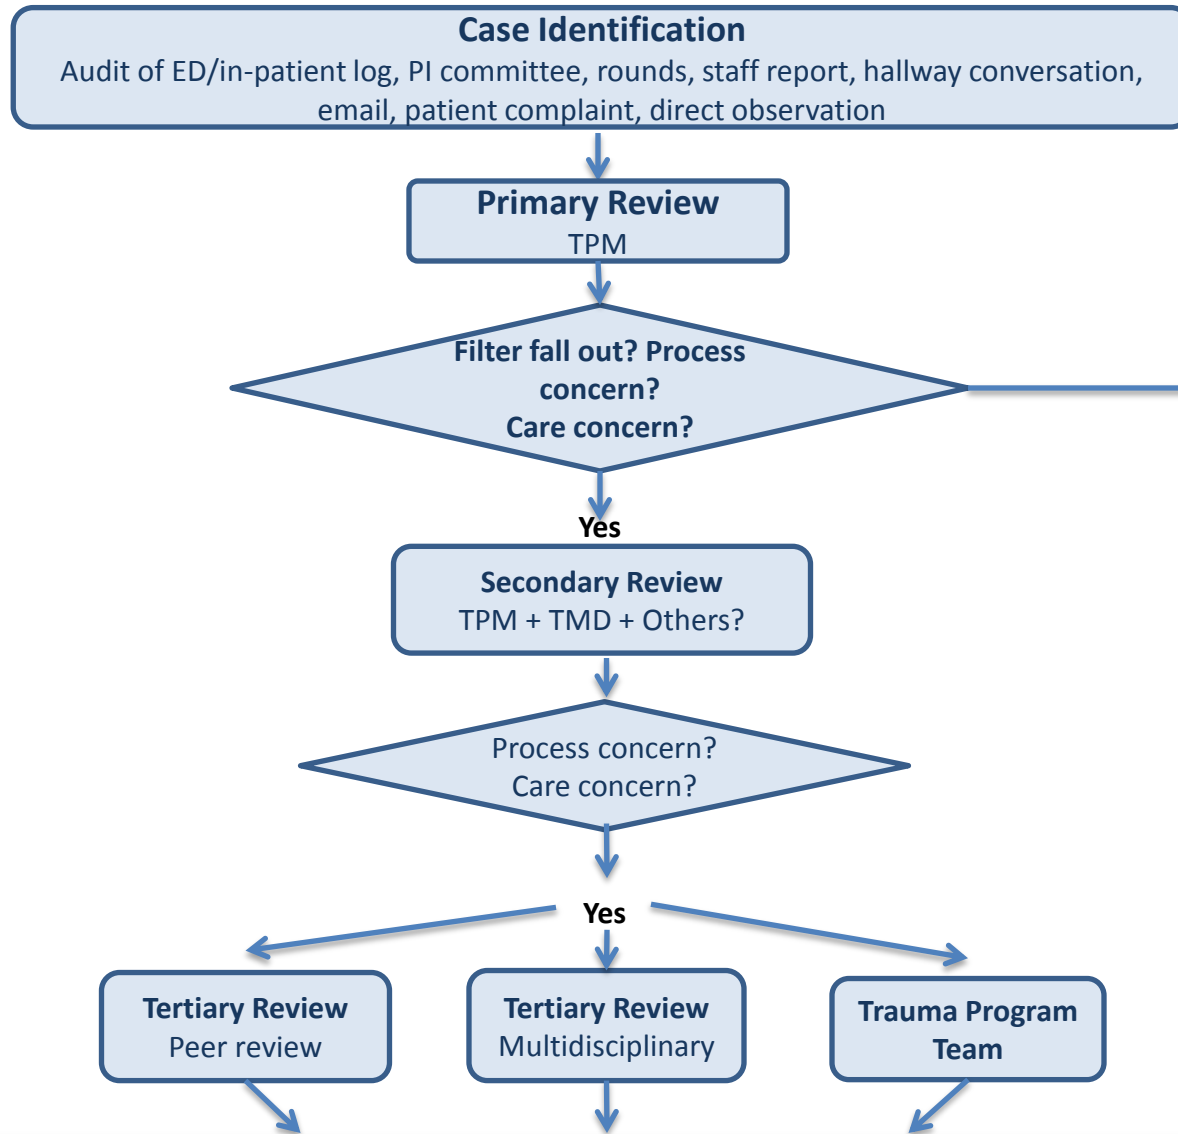 Case Identification
Audit of ED/in-patient log, PI committee, rounds, staff report, hallway conversation,
email, patient complaint, direct observation
Primary Review
TPM
Filter fall out? Process
concern?
Care concern?
Yes
Secondary Review
TPM + TMD + Others?
Process concern?
Care concern?
Yes
Tertiary Review
Peer review
Tertiary Review
Multidisciplinary
Trauma Program
Team